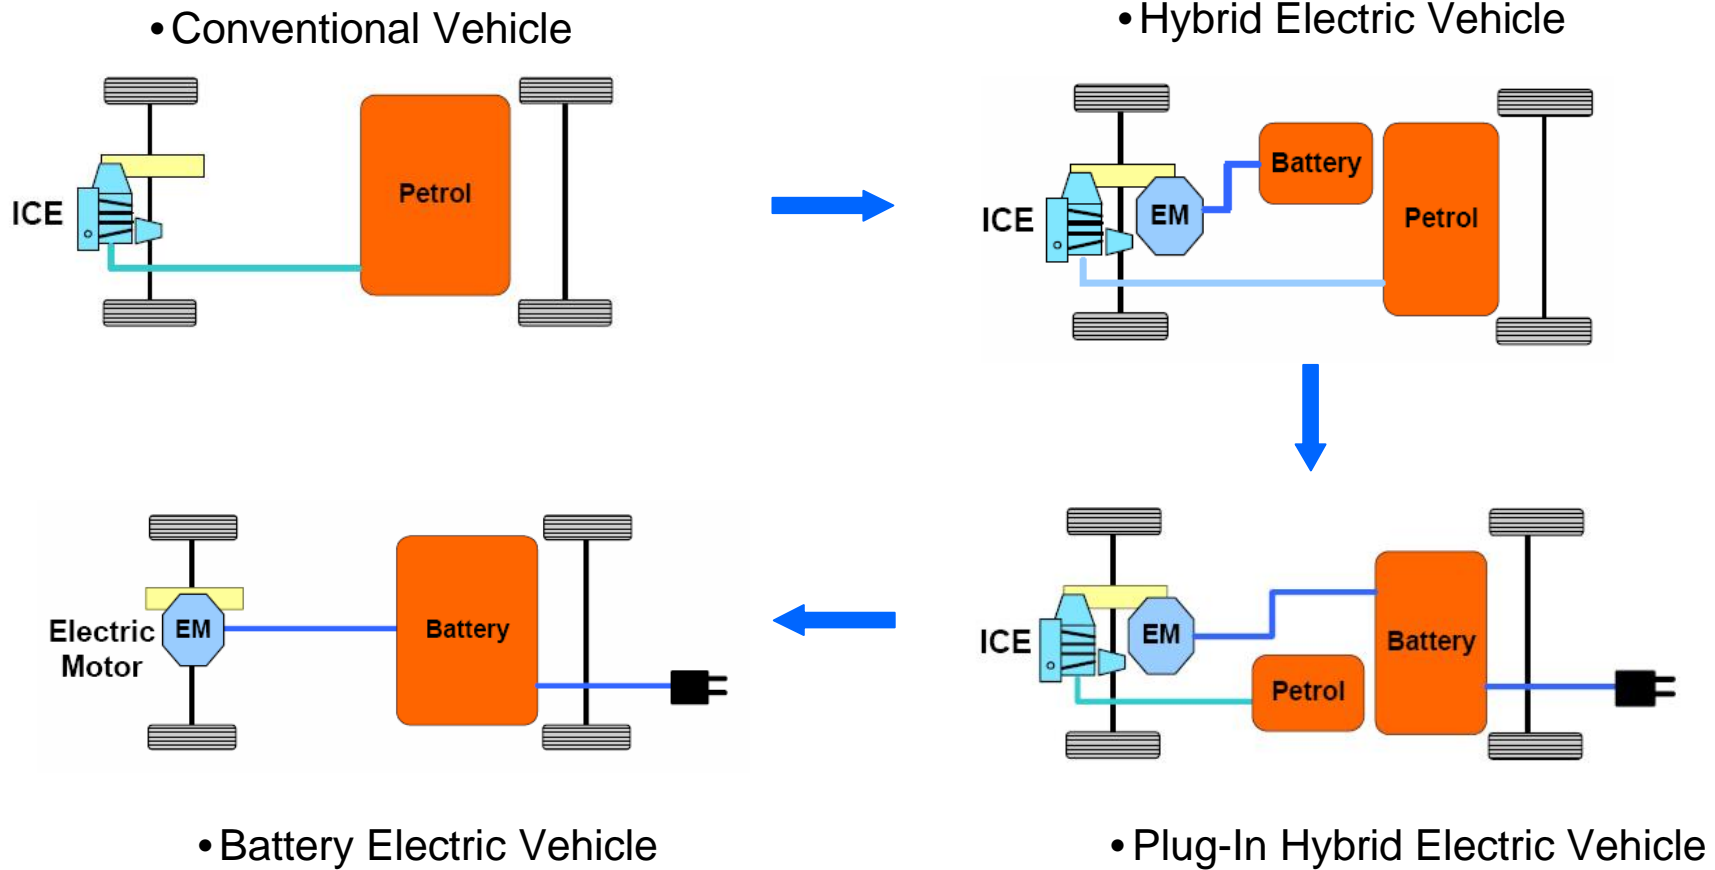 •Conventional Vehicle
•Hybrid Electric Vehicle
ICE
Petrol
ICE
EM
Battery
Petrol
Electric
Motor
EM
Battery
ICE
EM
Petrol
Battery
•Battery Electric Vehicle
•Plug-In Hybrid Electric Vehicle